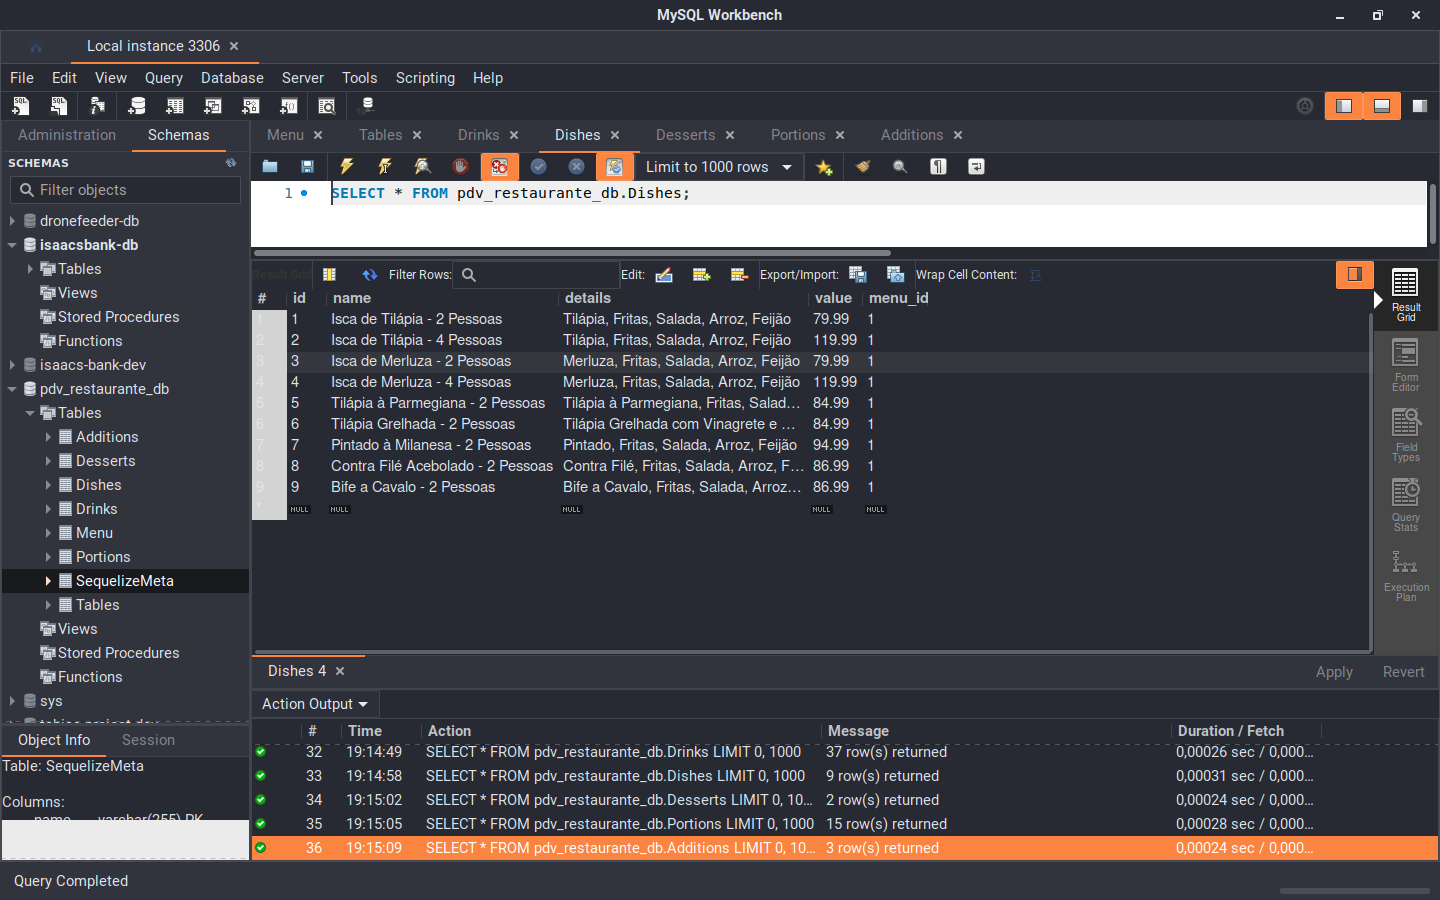 MySQL Workbench
Local instance 3306
File Edit View Query Database Server Tools Scripting Help
Administration Schemas
Menu Tables Drinks Dishes Desserts Portions Additions
SCHEMAS
Filter objects
Limit to 1000 rows
1 SELECT * FROM pdv_restaurante_db.Dishes;
dronefeeder-db
isaacsbank-db
Tables
Views
Stored Procedures
Functions
isaacs-bank-dev
pdv_restaurante_db
Tables
Additions
Desserts
Dishes
Drinks
Menu
Portions
SequelizeMeta
Tables
Views
Stored Procedures
Functions
sys
Result Grid Filter Rows: Edit: Export/Import: Wrap Cell Content:
# id name details value menu_id
1 1 Isca de Tilápia - 2 Pessoas Tilápia, Fritas, Salada, Arroz, Feijão 79.99 1
2 2 Isca de Tilápia - 4 Pessoas Tilápia, Fritas, Salada, Arroz, Feijão 119.99 1
3 3 Isca de Merluza - 2 Pessoas Merluza, Fritas, Salada, Arroz, Feijão 79.99 1
4 4 Isca de Merluza - 4 Pessoas Merluza, Fritas, Salada, Arroz, Feijão 119.99 1
5 5 Tilápia à Parmegiana - 2 Pessoas Tilápia à Parmegiana, Fritas, Salad... 84.99 1
6 6 Tilápia Grelhada - 2 Pessoas Tilápia Grelhada com Vinagrete e ... 84.99 1
7 7 Pintado à Milanesa - 2 Pessoas Pintado, Fritas, Salada, Arroz, Feijão 94.99 1
8 8 Contra Filé Acebolado - 2 Pessoas Contra Filé, Fritas, Salada, Arroz, F... 86.99 1
9 9 Bife a Cavalo - 2 Pessoas Bife a Cavalo, Fritas, Salada, Arroz... 86.99 1
* NULL NULL NULL NULL NULL
Result
Grid
Form
Editor
Field
Types
Query
Stats
Execution
Plan
Dishes 4 Apply Revert
Action Output
# Time Action Message Duration / Fetch
32 19:14:49 SELECT * FROM pdv_restaurante_db.Drinks LIMIT 0, 1000 37 row(s) returned 0,00026 sec / 0,000...
33 19:14:58 SELECT * FROM pdv_restaurante_db.Dishes LIMIT 0, 1000 9 row(s) returned 0,00031 sec / 0,000...
34 19:15:02 SELECT * FROM pdv_restaurante_db.Desserts LIMIT 0, 10... 2 row(s) returned 0,00024 sec / 0,000...
35 19:15:05 SELECT * FROM pdv_restaurante_db.Portions LIMIT 0, 1000 15 row(s) returned 0,00028 sec / 0,000...
36 19:15:09 SELECT * FROM pdv_restaurante_db.Additions LIMIT 0, 10... 3 row(s) returned 0,00024 sec / 0,000...
Object Info Session
Table: SequelizeMeta
Columns:
name varchar(255) PK
Query Completed